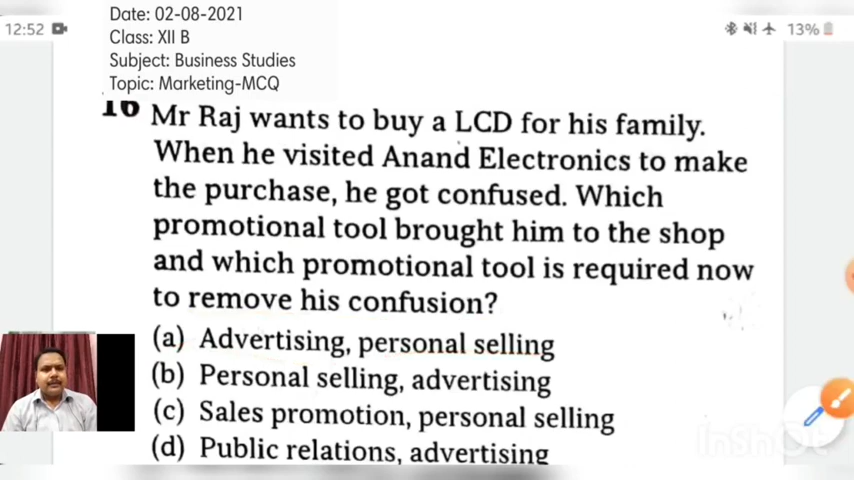 Date: 02-08-2021
12:52
13%
Class: XII B
Subject: Business Studies
Topic: Marketing-MCQ
16 Mr Raj wants to buy a LCD for his family.
When he visited Anand Electronics to make
the purchase, he got confused. Which
promotional tool brought him to the shop
and which promotional tool is required now
to remove his confusion?
(a) Advertising, personal selling
(b) Personal selling, advertising
(c) Sales promotion, personal selling
(d) Public relations, advertising
InShOt